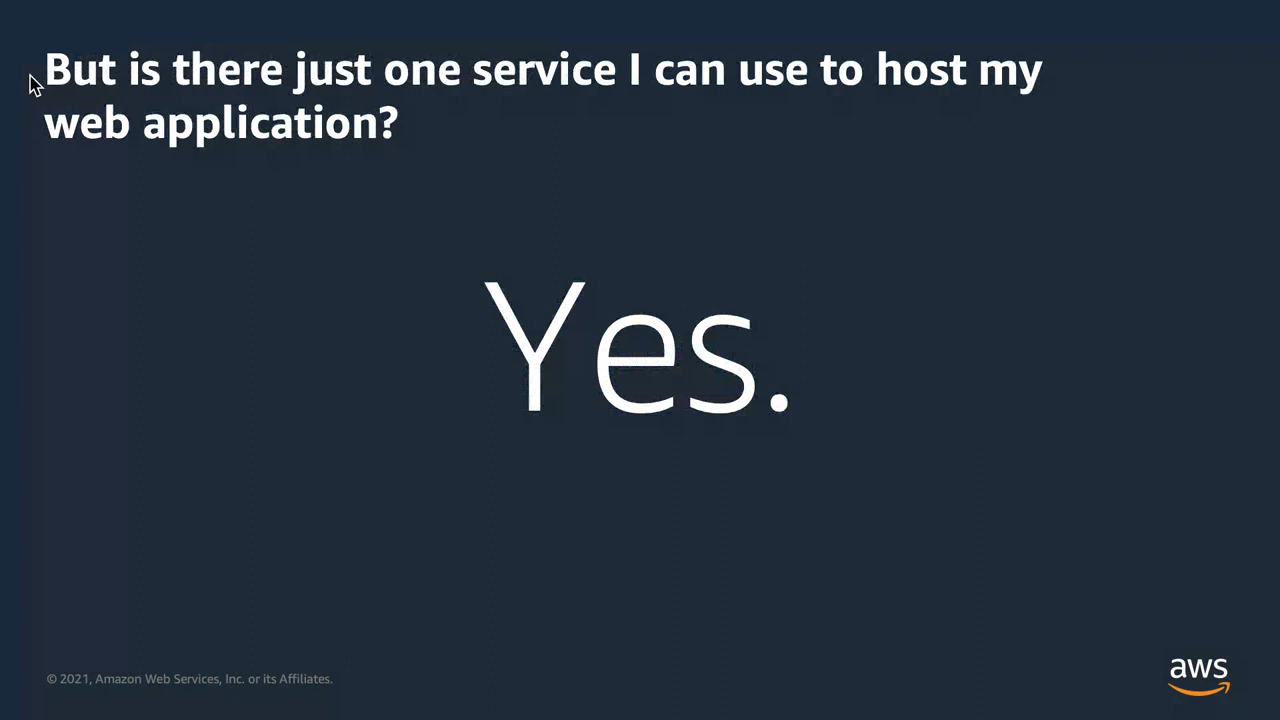 But is there just one service I can use to host my
web application?
Yes.
© 2021, Amazon Web Services, Inc. or its Affiliates.
aws